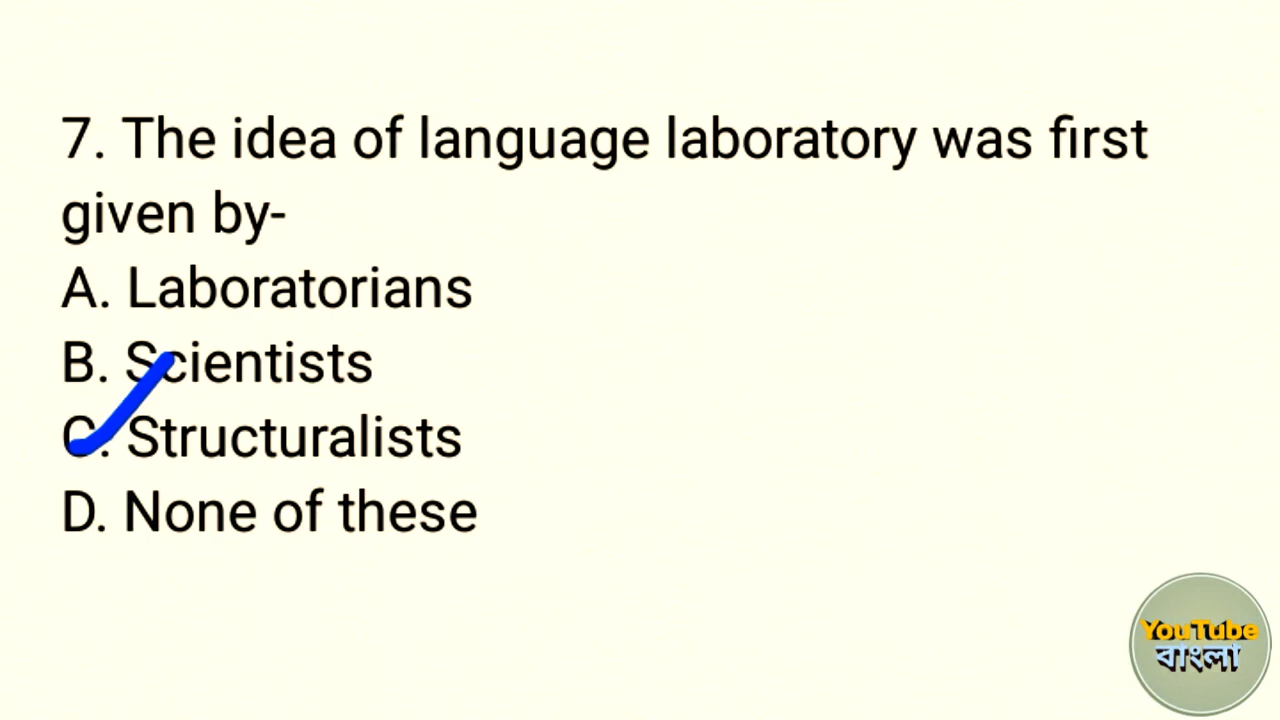 7. The idea of language laboratory was first
given by-
A. Laboratorians
B. Scientists
C. Structuralists
D. None of these
YouTube
বাংলা